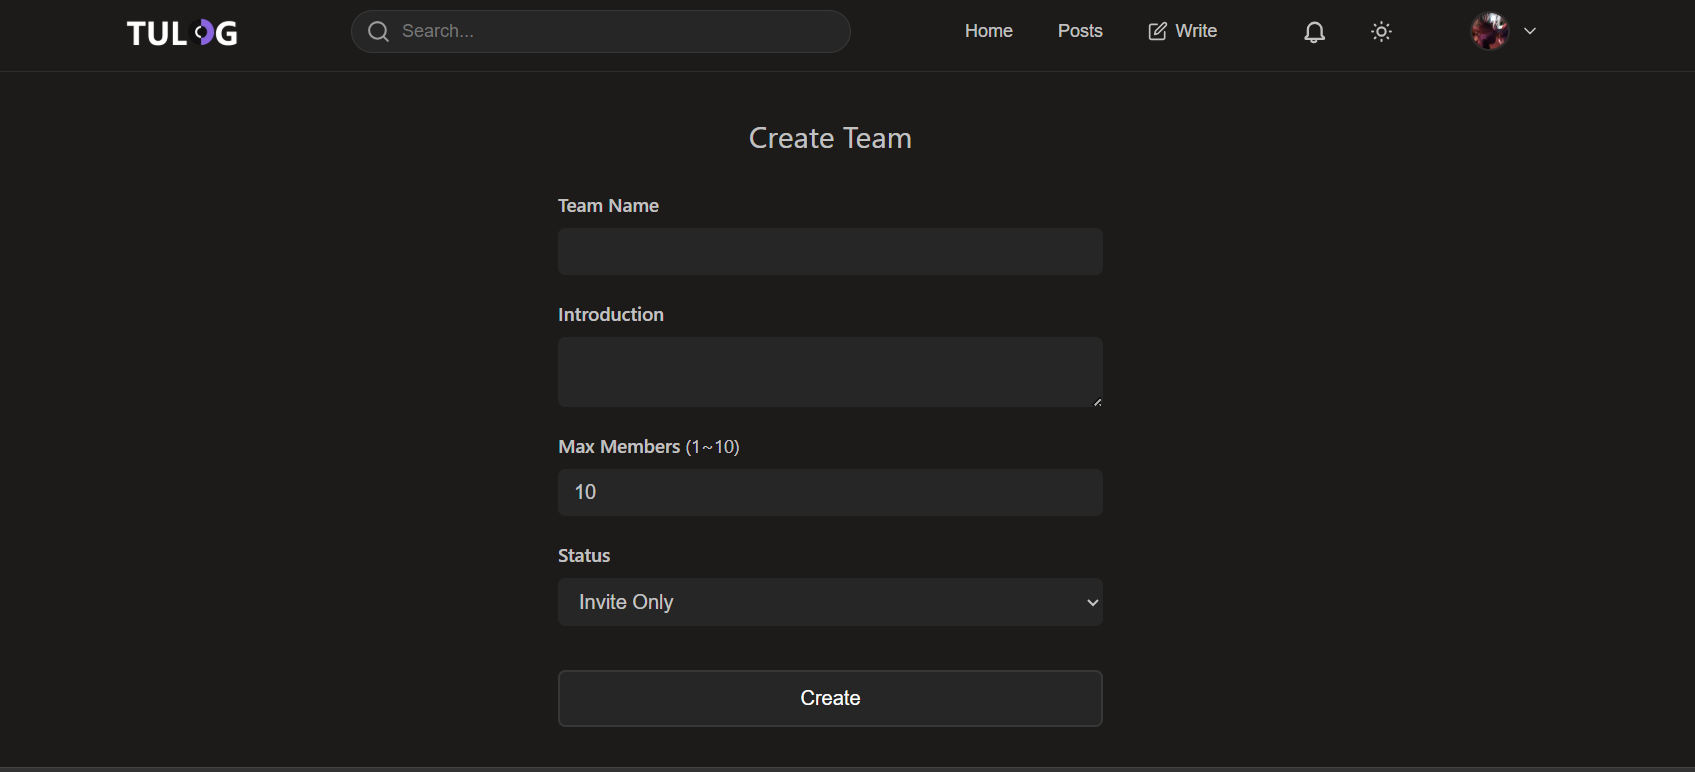 TULOG
Search...
Home
Posts
Write
Create Team
Team Name
Introduction
Max Members (1~10)
10
Status
Invite Only
Create